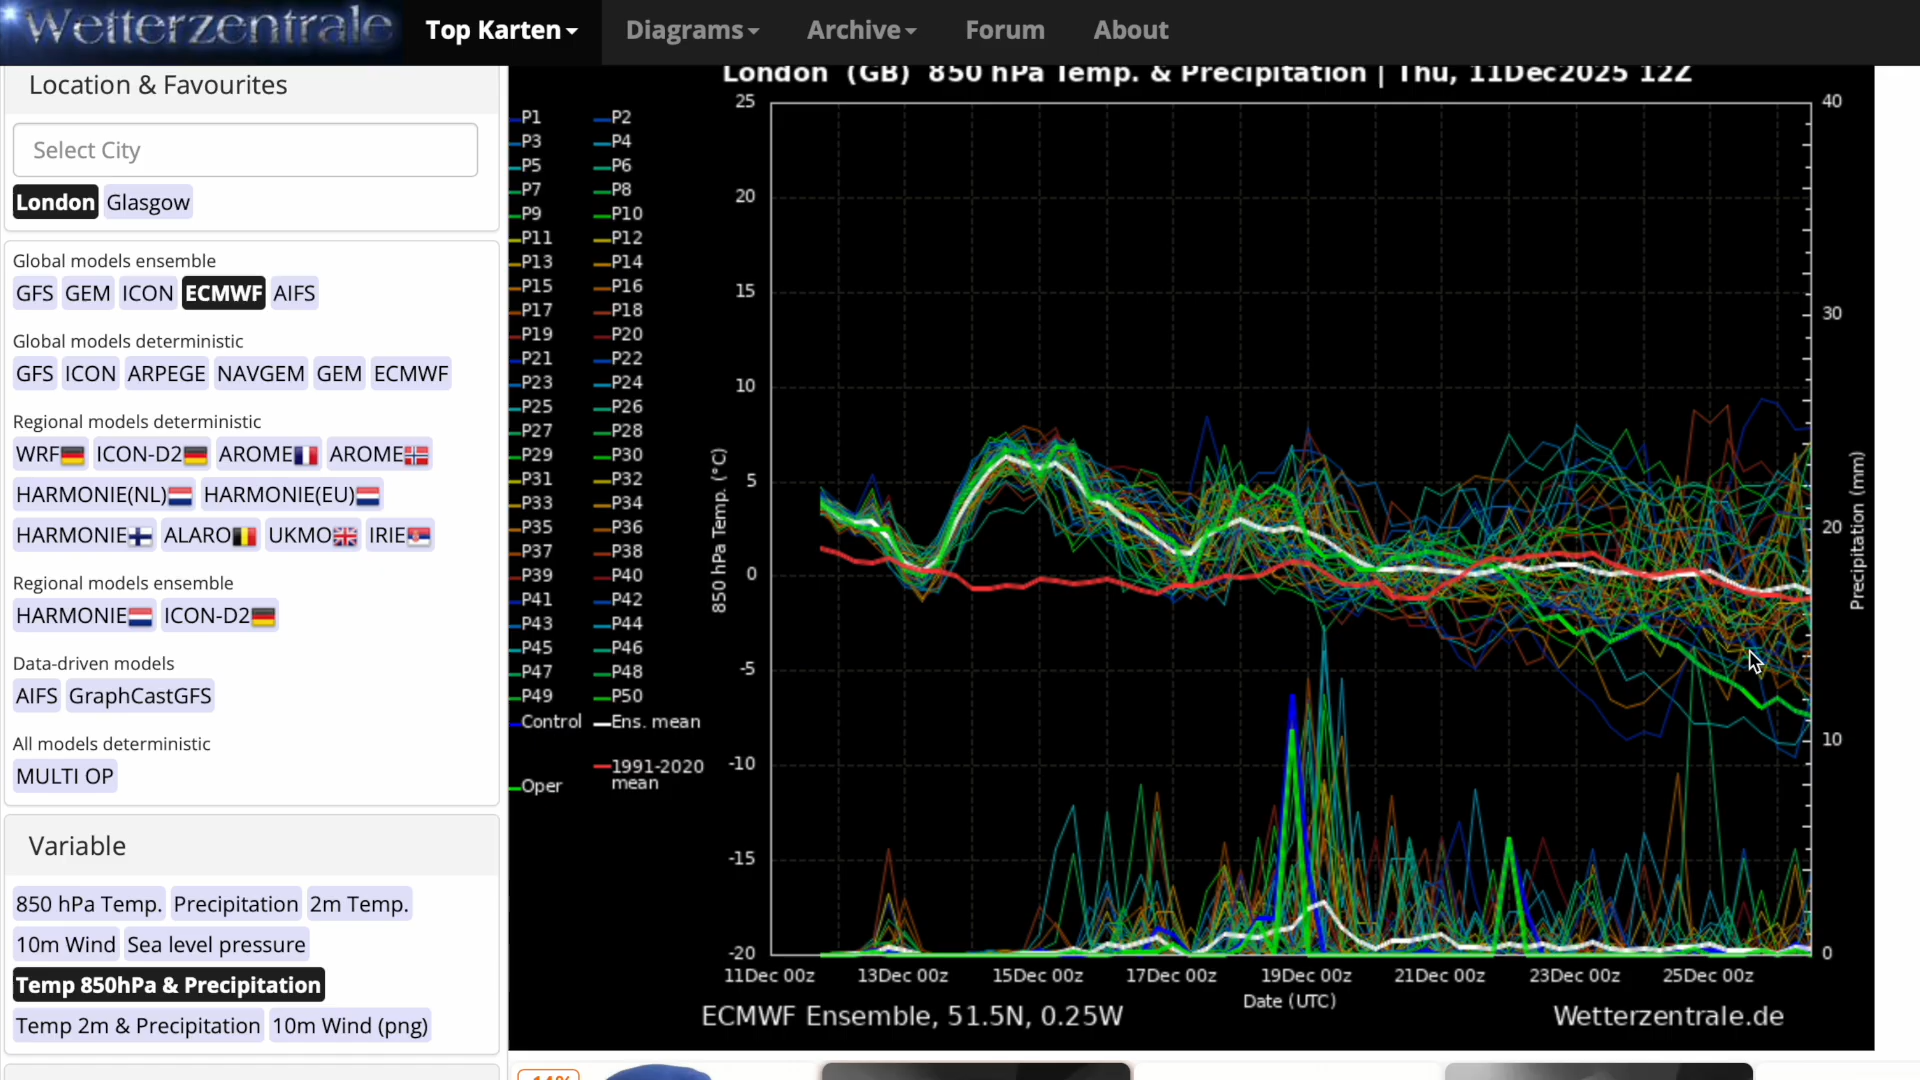 Wetterzentrale
Top Karten
Diagrams
Archive
Forum
About
Location & Favourites
Select City
London Glasgow
Global models ensemble
GFS GEM ICON ECMWF AIFS
Global models deterministic
GFS ICON ARPEGE NAVGEM GEM ECMWF
Regional models deterministic
WRF ICON-D2 AROME AROME
HARMONIE(NL) HARMONIE(EU)
HARMONIE ALARO UKMO IRIE
Regional models ensemble
HARMONIE ICON-D2
Data-driven models
AIFS GraphCastGFS
All models deterministic
MULTI OP
Variable
850 hPa Temp. Precipitation 2m Temp.
10m Wind Sea level pressure
Temp 850hPa & Precipitation
Temp 2m & Precipitation 10m Wind (png)
London (GB) 850 hPa Temp. & Precipitation | Thu, 11Dec2025 12Z
P1 P2
P3 P4
P5 P6
P7 P8
P9 P10
P11 P12
P13 P14
P15 P16
P17 P18
P19 P20
P21 P22
P23 P24
P25 P26
P27 P28
P29 P30
P31 P32
P33 P34
P35 P36
P37 P38
P39 P40
P41 P42
P43 P44
P45 P46
P47 P48
P49 P50
Control Ens. mean
1991-2020
mean
Oper
850 hPa Temp. (°C)
25
20
15
10
5
0
-5
-10
-15
-20
40
30
20
10
0
Precipitation (mm)
11Dec 00z 13Dec 00z 15Dec 00z 17Dec 00z 19Dec 00z 21Dec 00z 23Dec 00z 25Dec 00z
Date (UTC)
ECMWF Ensemble, 51.5N, 0.25W
Wetterzentrale.de